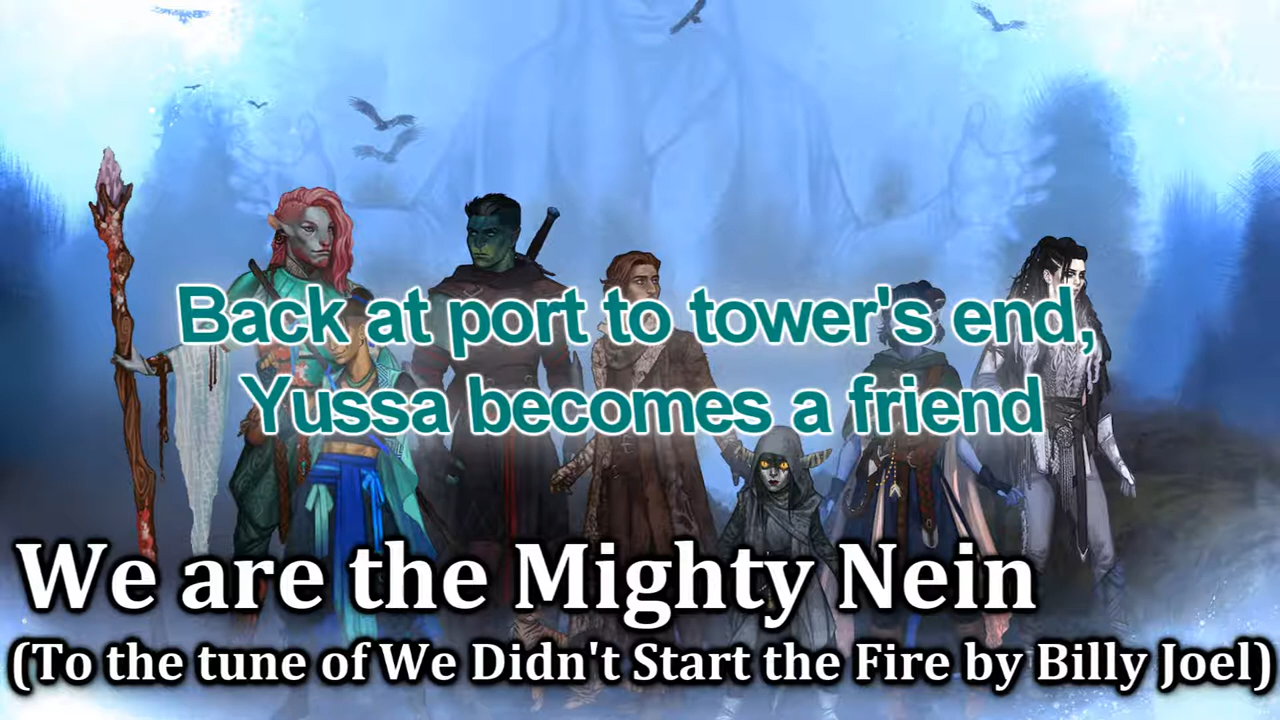 Back at port to tower's end,
Yussa becomes a friend
We are the Mighty Nein
(To the tune of We Didn't Start the Fire by Billy Joel)